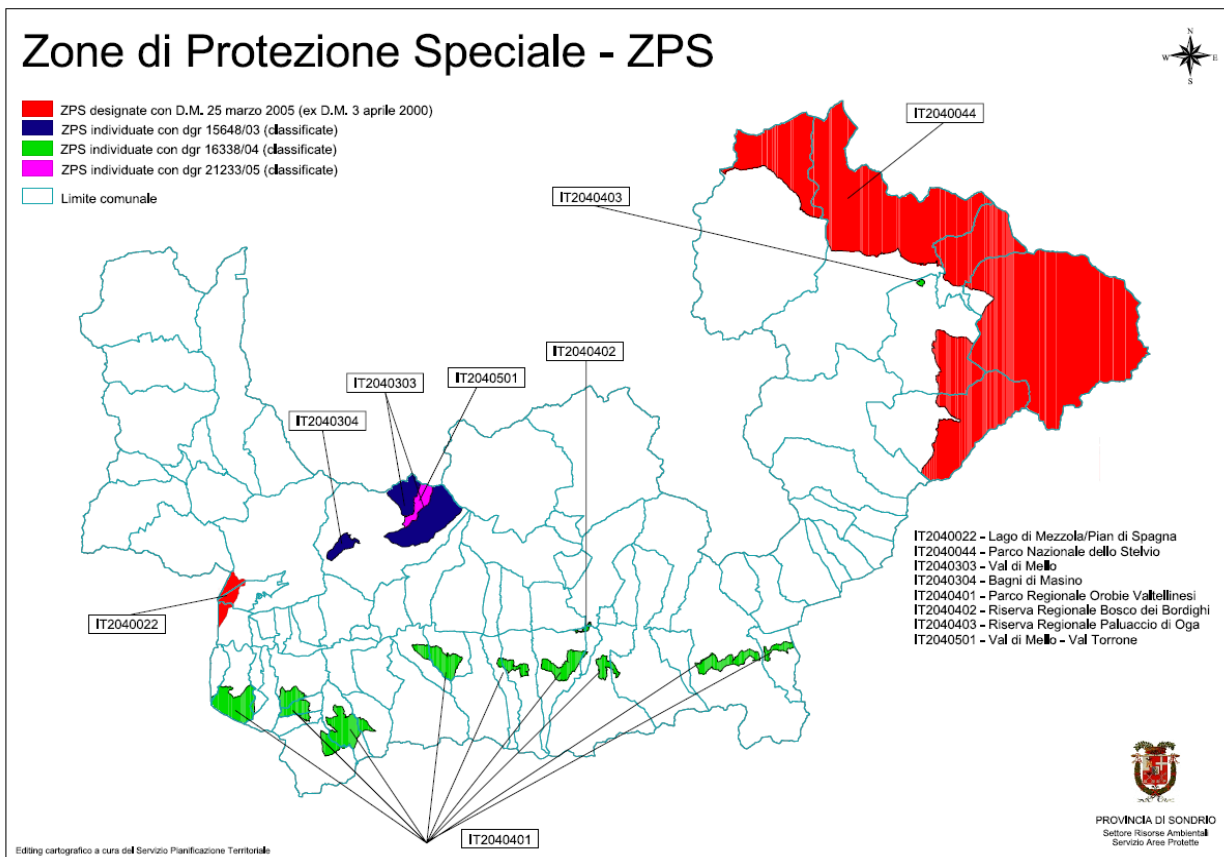 Zone di Protezione Speciale - ZPS
N
W E
S
ZPS designate con D.M. 25 marzo 2005 (ex D.M. 3 aprile 2000)
ZPS individuate con dgr 15648/03 (classificate)
ZPS individuate con dgr 16338/04 (classificate)
ZPS individuate con dgr 21233/05 (classificate)
Limite comunale
IT2040044
IT2040403
IT2040402
IT2040303
IT2040501
IT2040304
IT2040022
IT2040401
IT2040022 - Lago di Mezzola/Pian di Spagna
IT2040044 - Parco Nazionale dello Stelvio
IT2040303 - Val di Mello
IT2040304 - Bagni di Masino
IT2040401 - Parco Regionale Orobie Valtellinesi
IT2040402 - Riserva Regionale Bosco dei Bordighi
IT2040403 - Riserva Regionale Paluaccio di Oga
IT2040501 - Val di Mello - Val Torrone
PROVINCIA DI SONDRIO
Settore Risorse Ambientali
Servizio Aree Protette
Editing cartografico a cura del Servizio Pianificazione Territoriale